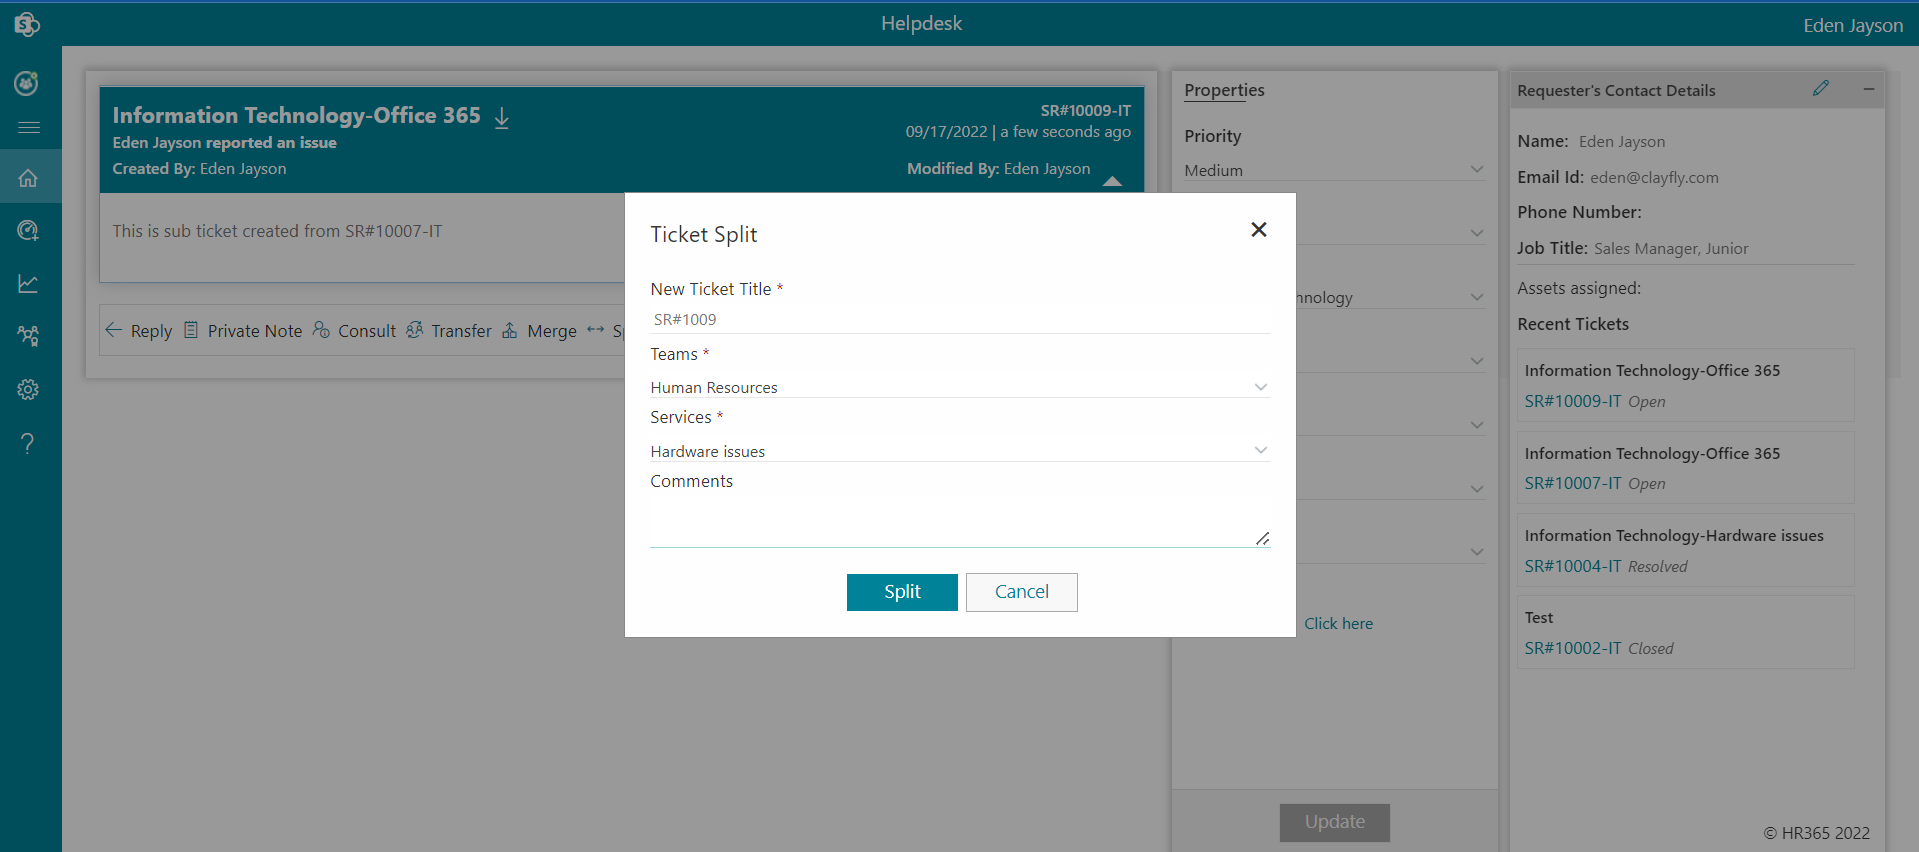 Helpdesk
Eden Jayson
Information Technology-Office 365
SR#10009-IT
Eden Jayson reported an issue
09/17/2022 | a few seconds ago
Created By: Eden Jayson
Modified By: Eden Jayson
This is sub ticket created from SR#10007-IT
Reply Private Note Consult Transfer Merge
Ticket Split
New Ticket Title *
SR#1009
Teams *
Human Resources
Services *
Hardware issues
Comments
Split
Cancel
Properties
Priority
Medium
Click here
Update
Requester's Contact Details
Name: Eden Jayson
Email Id: eden@clayfly.com
Phone Number:
Job Title: Sales Manager, Junior
Assets assigned:
Recent Tickets
Information Technology-Office 365
SR#10009-IT Open
Information Technology-Office 365
SR#10007-IT Open
Information Technology-Hardware issues
SR#10004-IT Resolved
Test
SR#10002-IT Closed
© HR365 2022